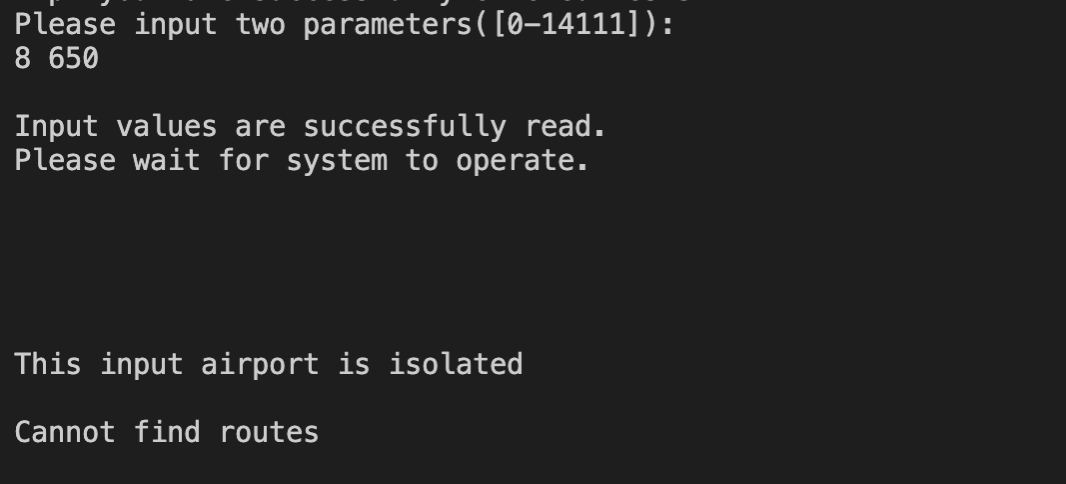 Please input two parameters([0-14111]):
8 650
Input values are successfully read.
Please wait for system to operate.
This input airport is isolated
Cannot find routes